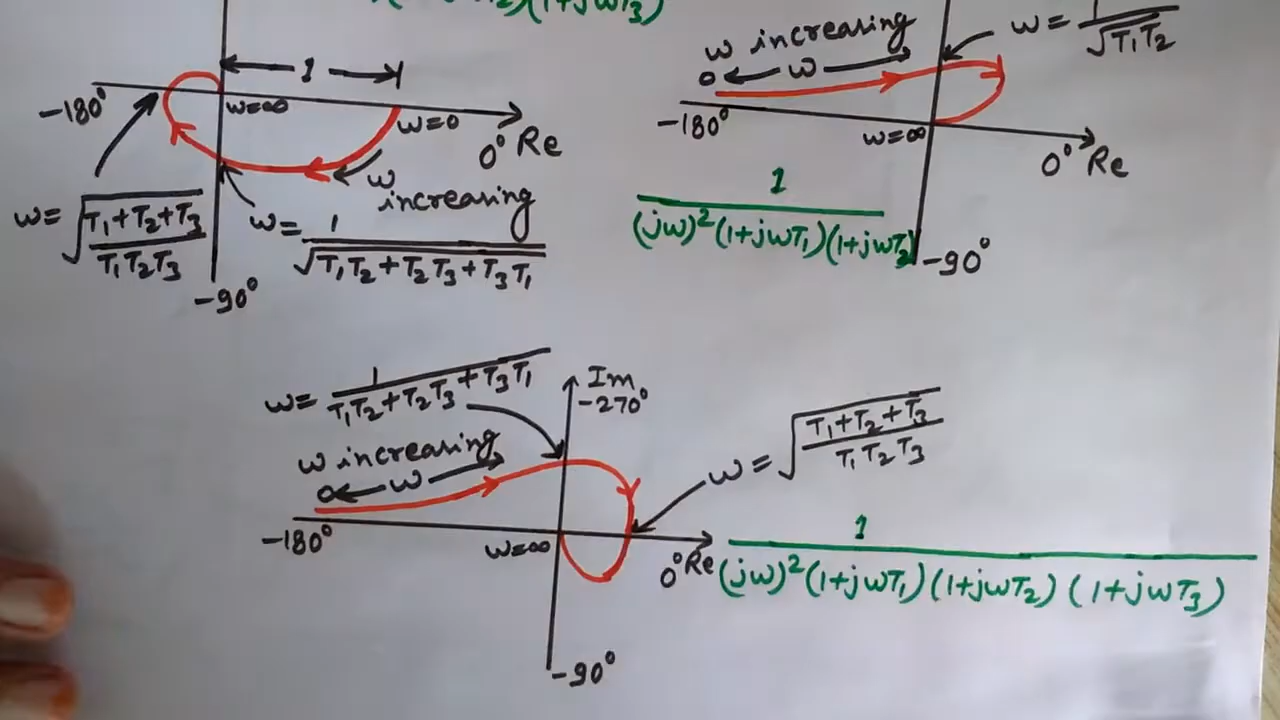 (1+jωT3)
-180°
1
ω=∞
ω=0
0° Re
ω increasing
ω=√(T1+T2+T3/T1T2T3)
ω=1/√T1T2+T2T3+T3T1
-90°
ω increasing
0 ω
ω=1/√T1T2
-180°
ω=∞
0° Re
1/(jω)²(1+jωT1)(1+jωT2)
-90°
ω=1/T1T2+T2T3+T3T1
Im
-270°
ω increasing
0 ω
ω=√(T1+T2+T3/T1T2T3)
-180°
ω=∞
0° Re
1/(jω)²(1+jωT1)(1+jωT2)(1+jωT3)
-90°